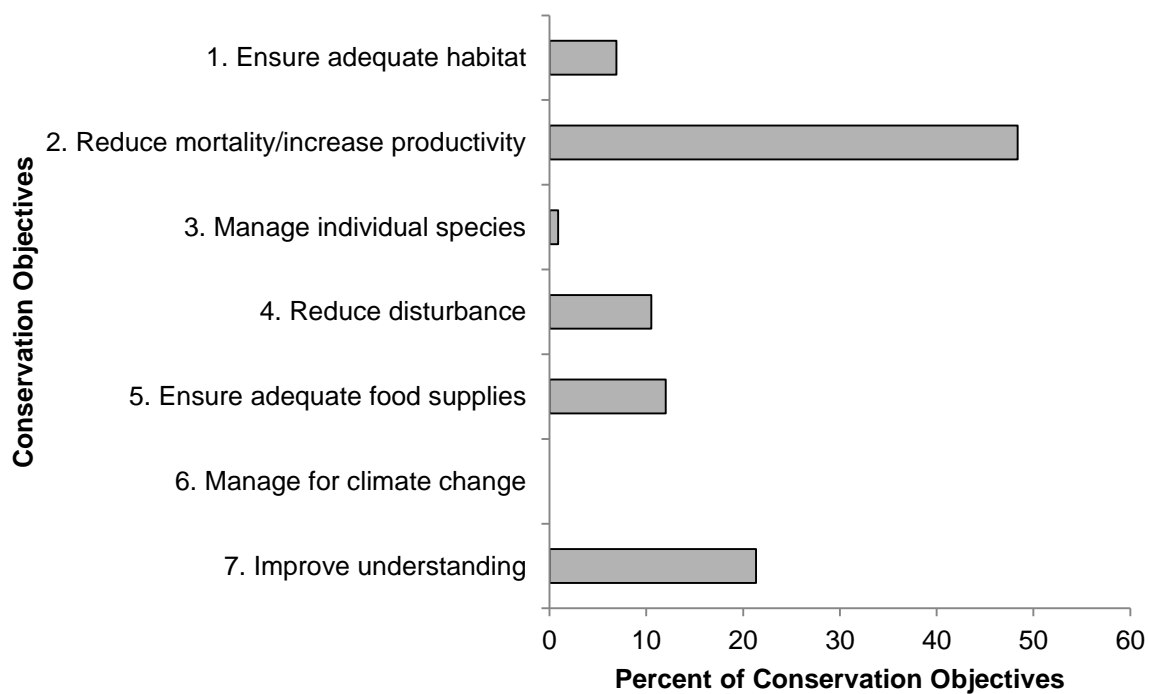 Conservation Objectives
1. Ensure adequate habitat
2. Reduce mortality/increase productivity
3. Manage individual species
4. Reduce disturbance
5. Ensure adequate food supplies
6. Manage for climate change
7. Improve understanding
0 10 20 30 40 50 60
Percent of Conservation Objectives